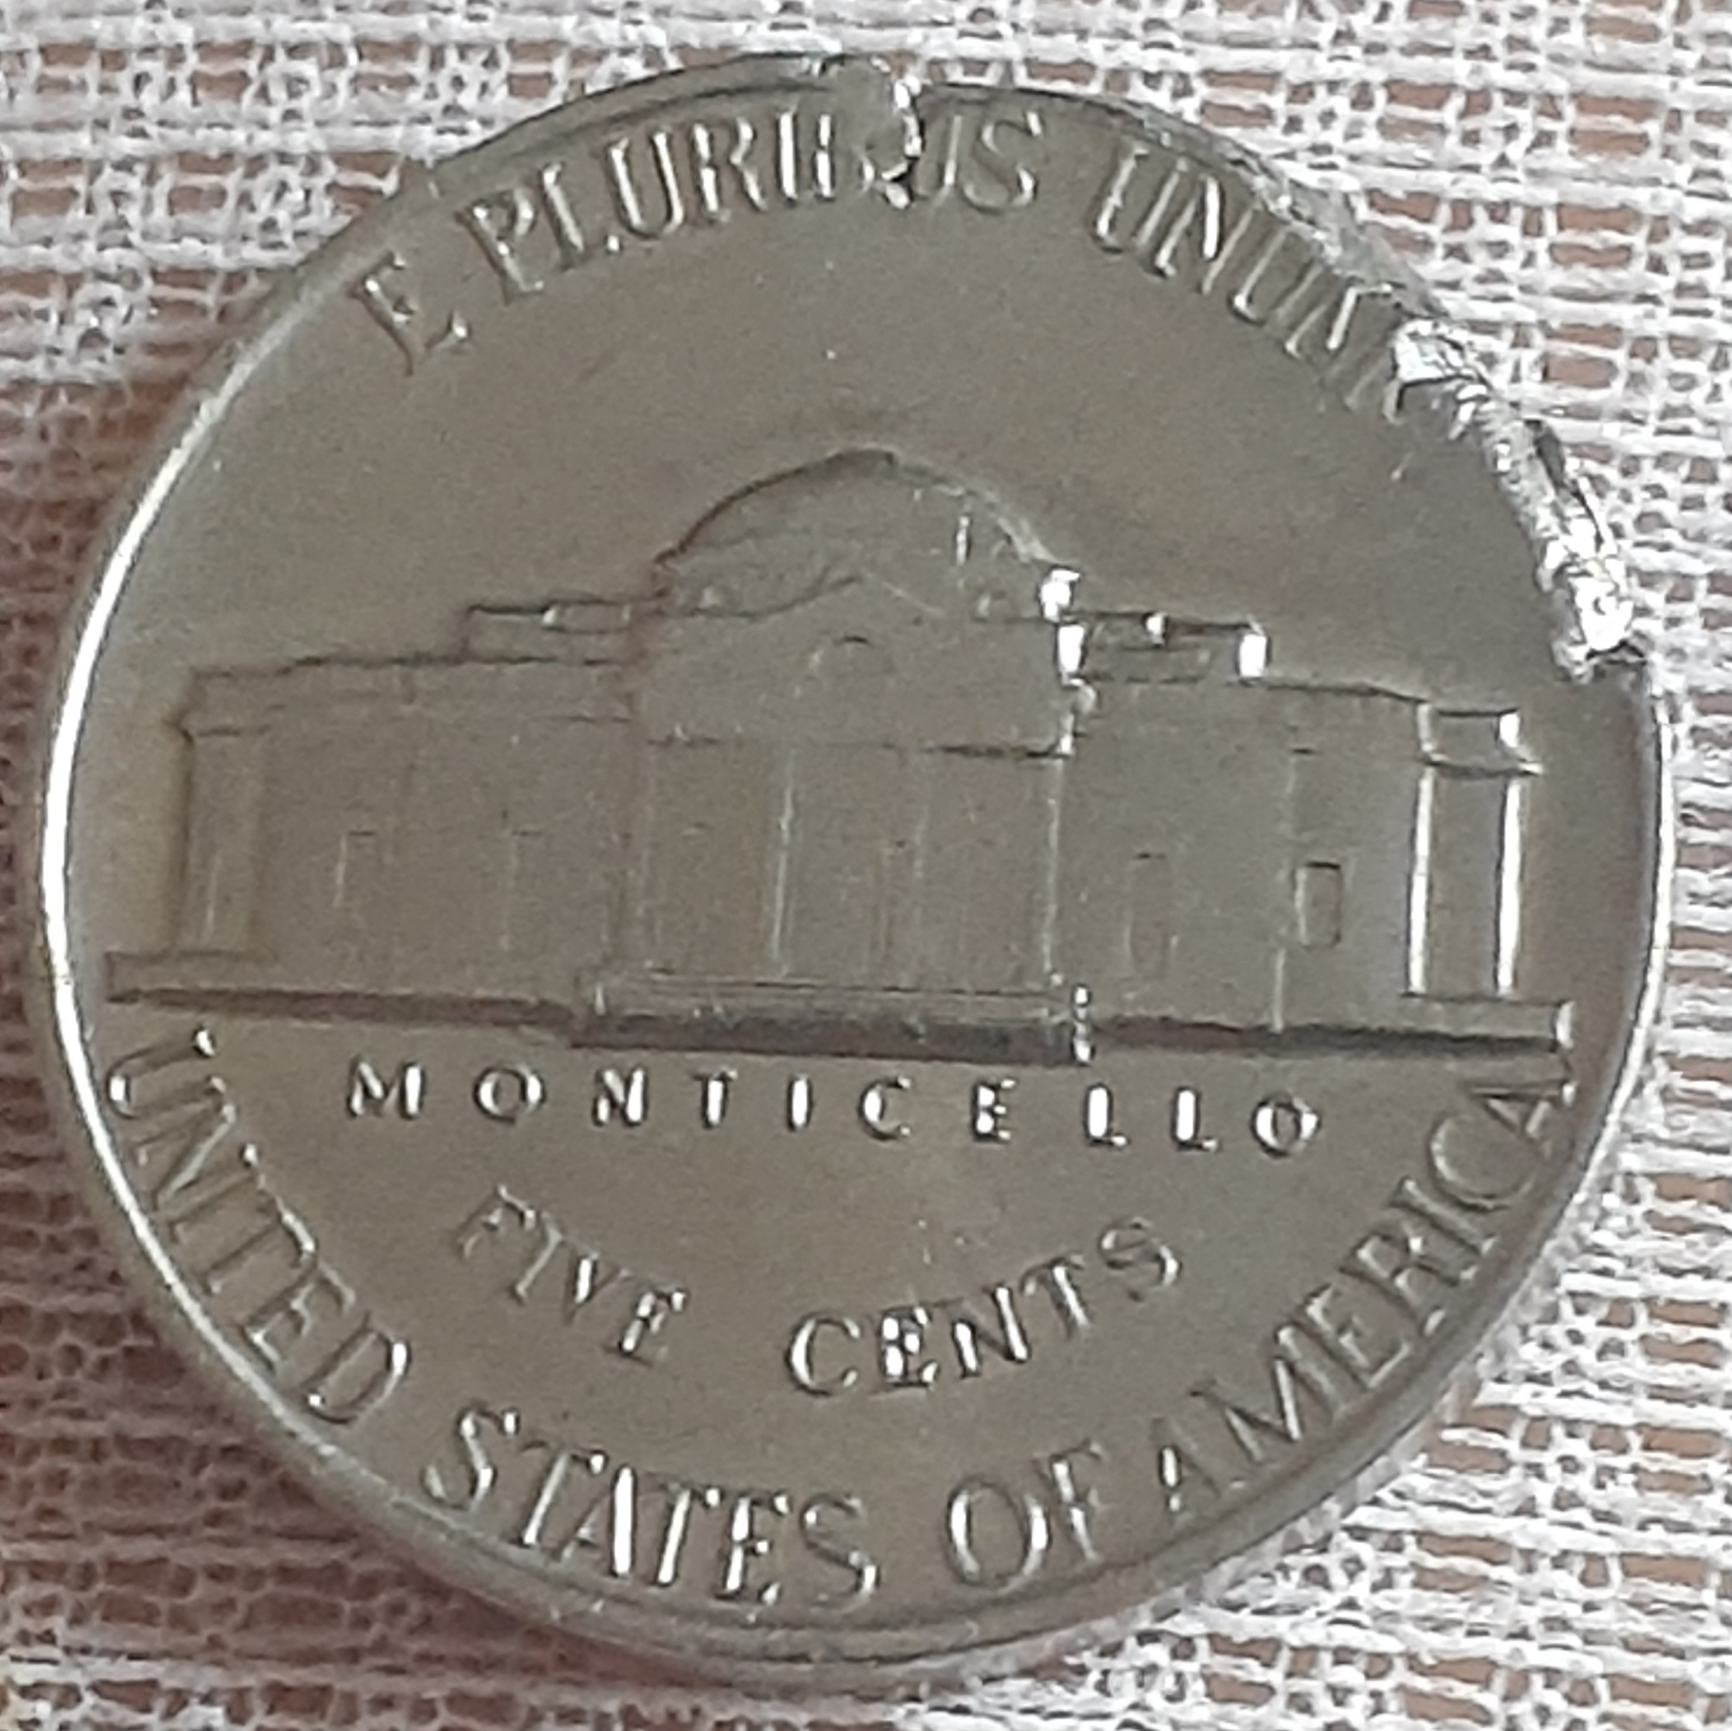 E PLURIBUS UNUM
MONTICELLO
FIVE CENTS
UNITED STATES OF AMERICA